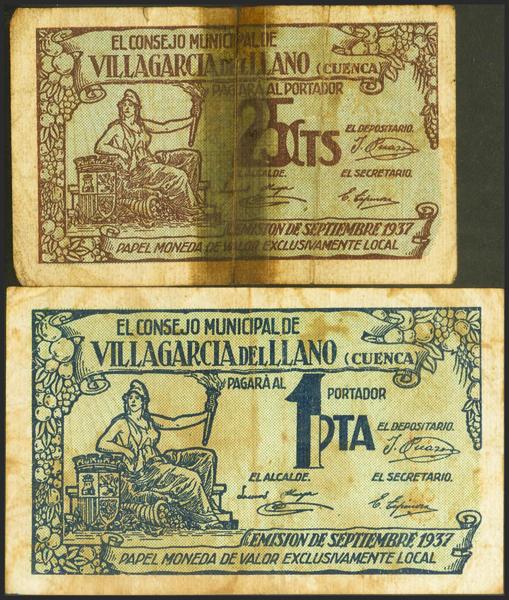 EL CONSEJO MUNICIPAL DE
VILLAGARCIA DEL LLANO (CUENCA)
PAGARÁ AL PORTADOR
25 CTS
EL DEPOSITARIO.
EL ALCALDE. EL SECRETARIO.
EMISION DE SEPTIEMBRE 1937
PAPEL MONEDA DE VALOR EXCLUSIVAMENTE LOCAL
EL CONSEJO MUNICIPAL DE
VILLAGARCIA DEL LLANO (CUENCA)
PAGARÁ AL PORTADOR
1 PTA
EL DEPOSITARIO.
EL ALCALDE. EL SECRETARIO.
EMISION DE SEPTIEMBRE 1937
PAPEL MONEDA DE VALOR EXCLUSIVAMENTE LOCAL